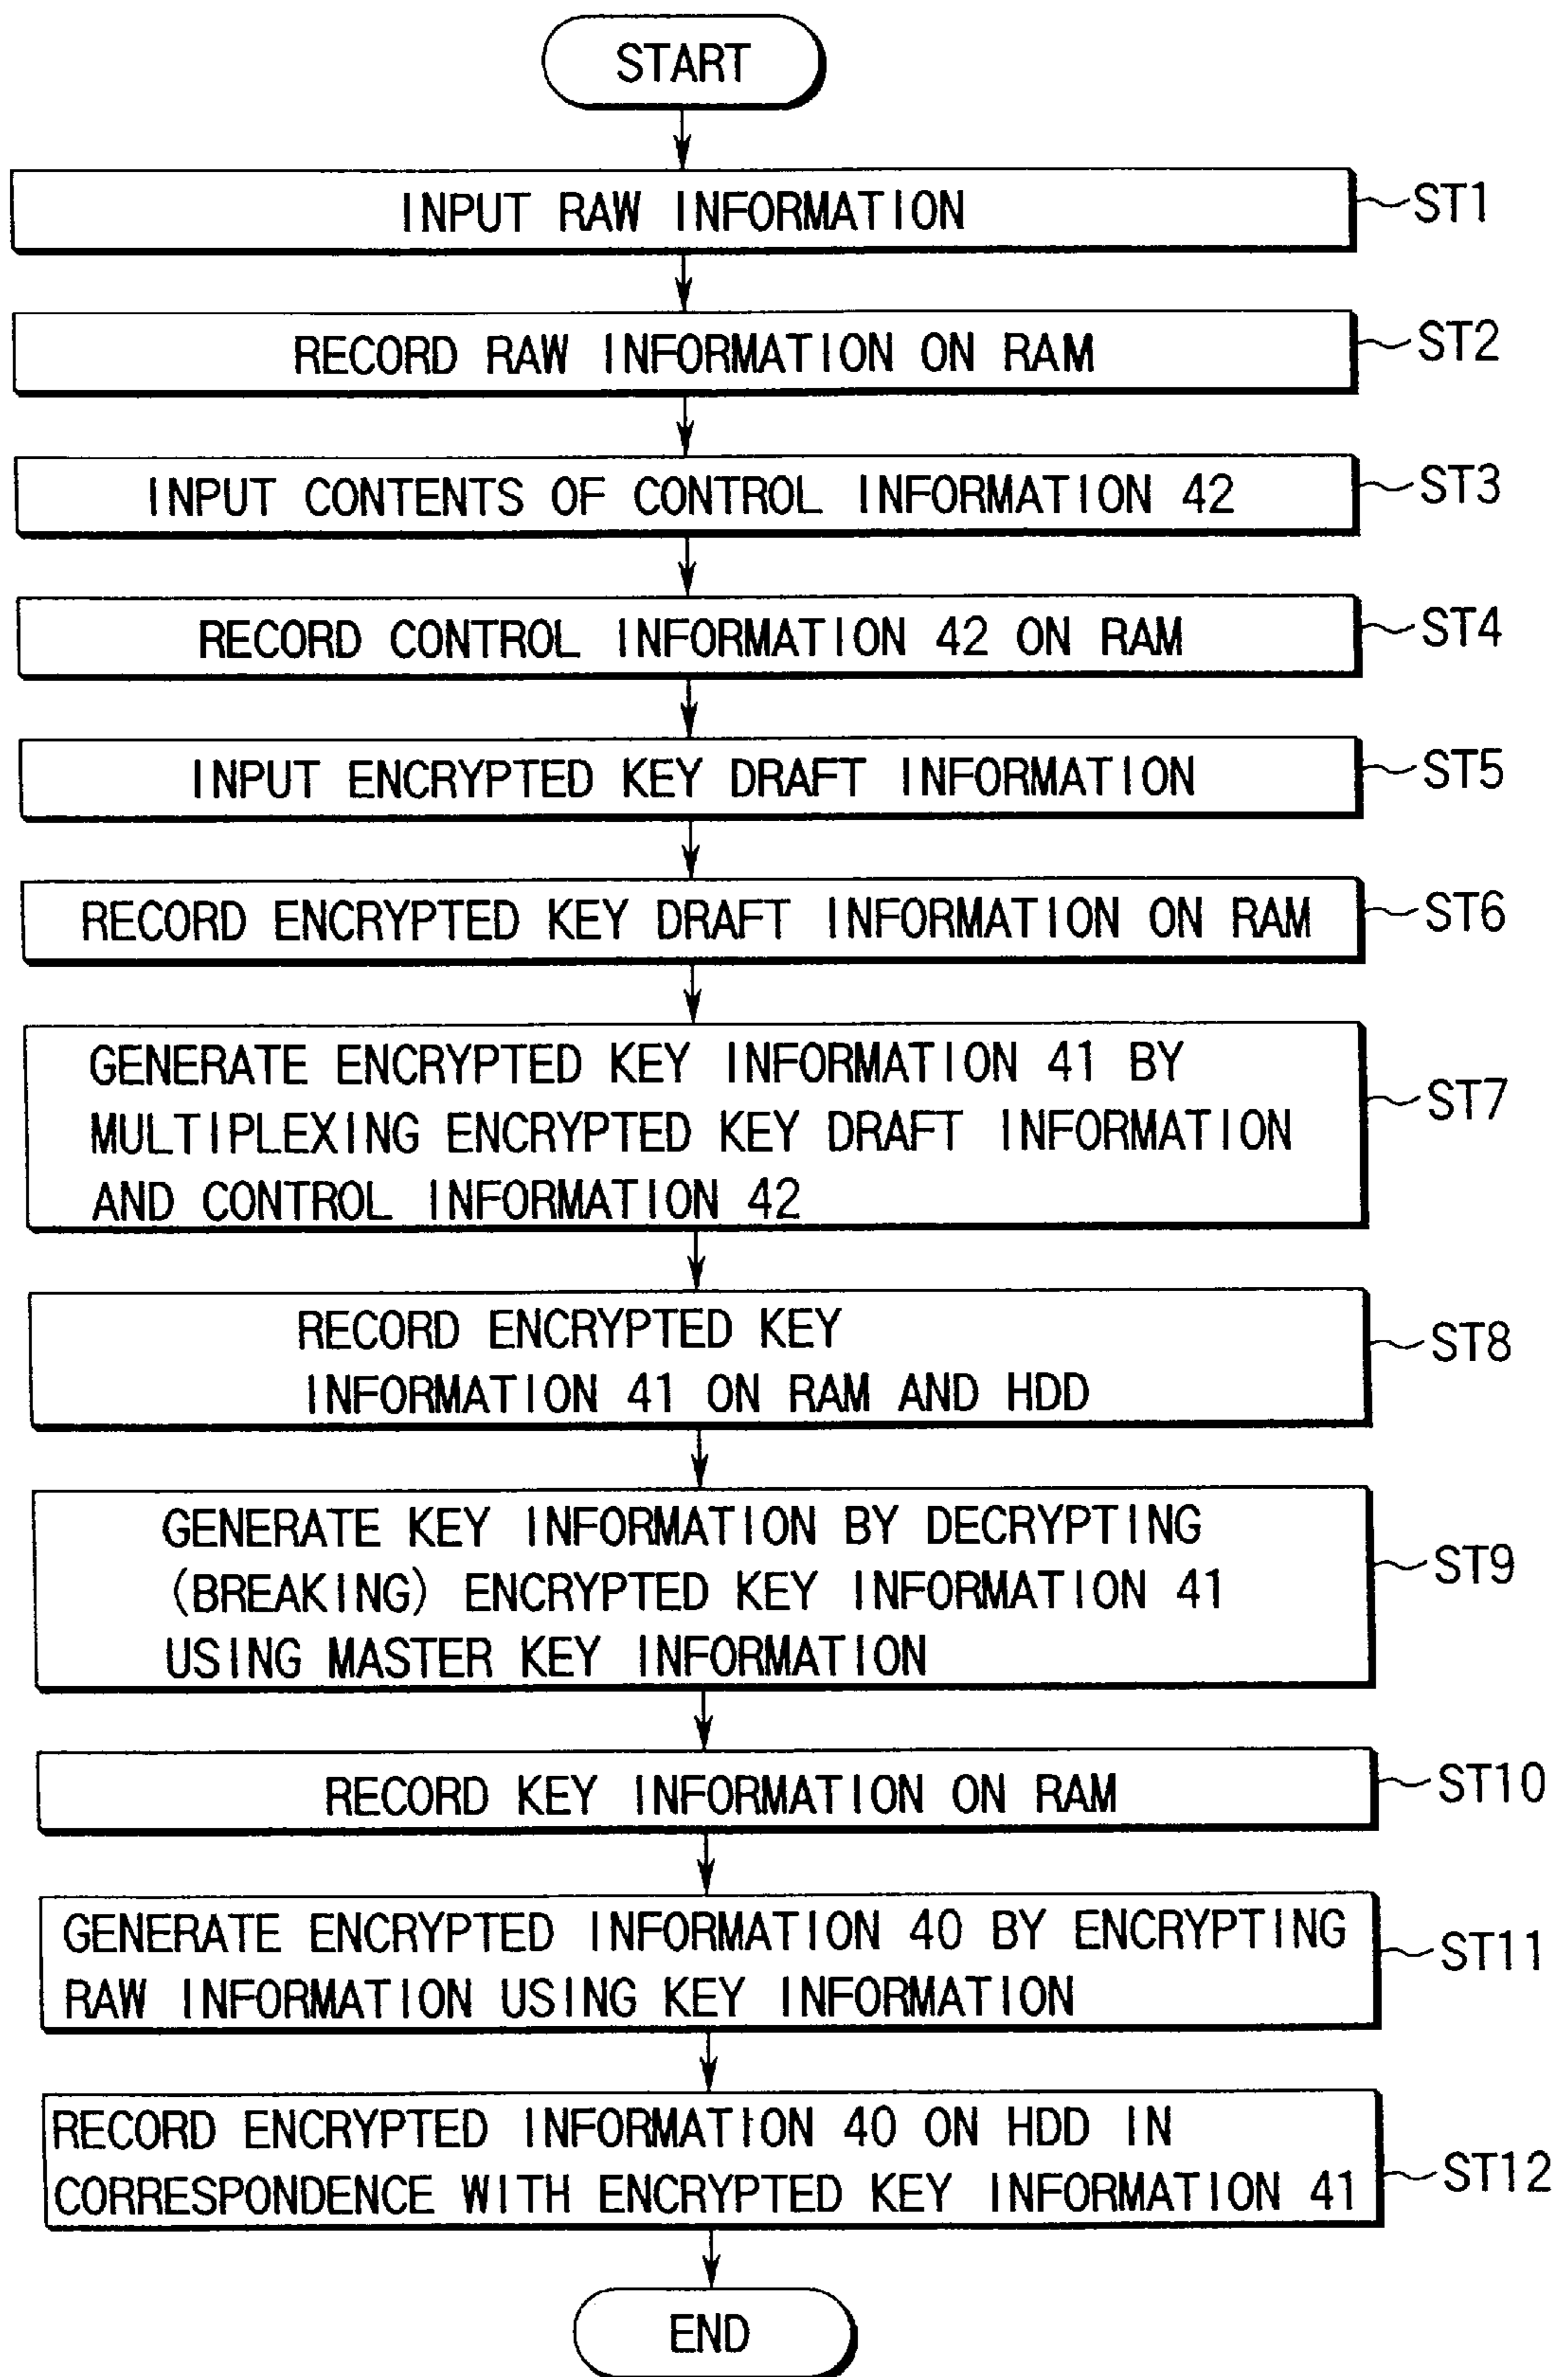 START
INPUT RAW INFORMATION
ST1
RECORD RAW INFORMATION ON RAM
ST2
INPUT CONTENTS OF CONTROL INFORMATION 42
ST3
RECORD CONTROL INFORMATION 42 ON RAM
ST4
INPUT ENCRYPTED KEY DRAFT INFORMATION
ST5
RECORD ENCRYPTED KEY DRAFT INFORMATION ON RAM
ST6
GENERATE ENCRYPTED KEY INFORMATION 41 BY
MULTIPLEXING ENCRYPTED KEY DRAFT INFORMATION
AND CONTROL INFORMATION 42
ST7
RECORD ENCRYPTED KEY
INFORMATION 41 ON RAM AND HDD
ST8
GENERATE KEY INFORMATION BY DECRYPTING
(BREAKING) ENCRYPTED KEY INFORMATION 41
USING MASTER KEY INFORMATION
ST9
RECORD KEY INFORMATION ON RAM
ST10
GENERATE ENCRYPTED INFORMATION 40 BY ENCRYPTING
RAW INFORMATION USING KEY INFORMATION
ST11
RECORD ENCRYPTED INFORMATION 40 ON HDD IN
CORRESPONDENCE WITH ENCRYPTED KEY INFORMATION 41
ST12
END